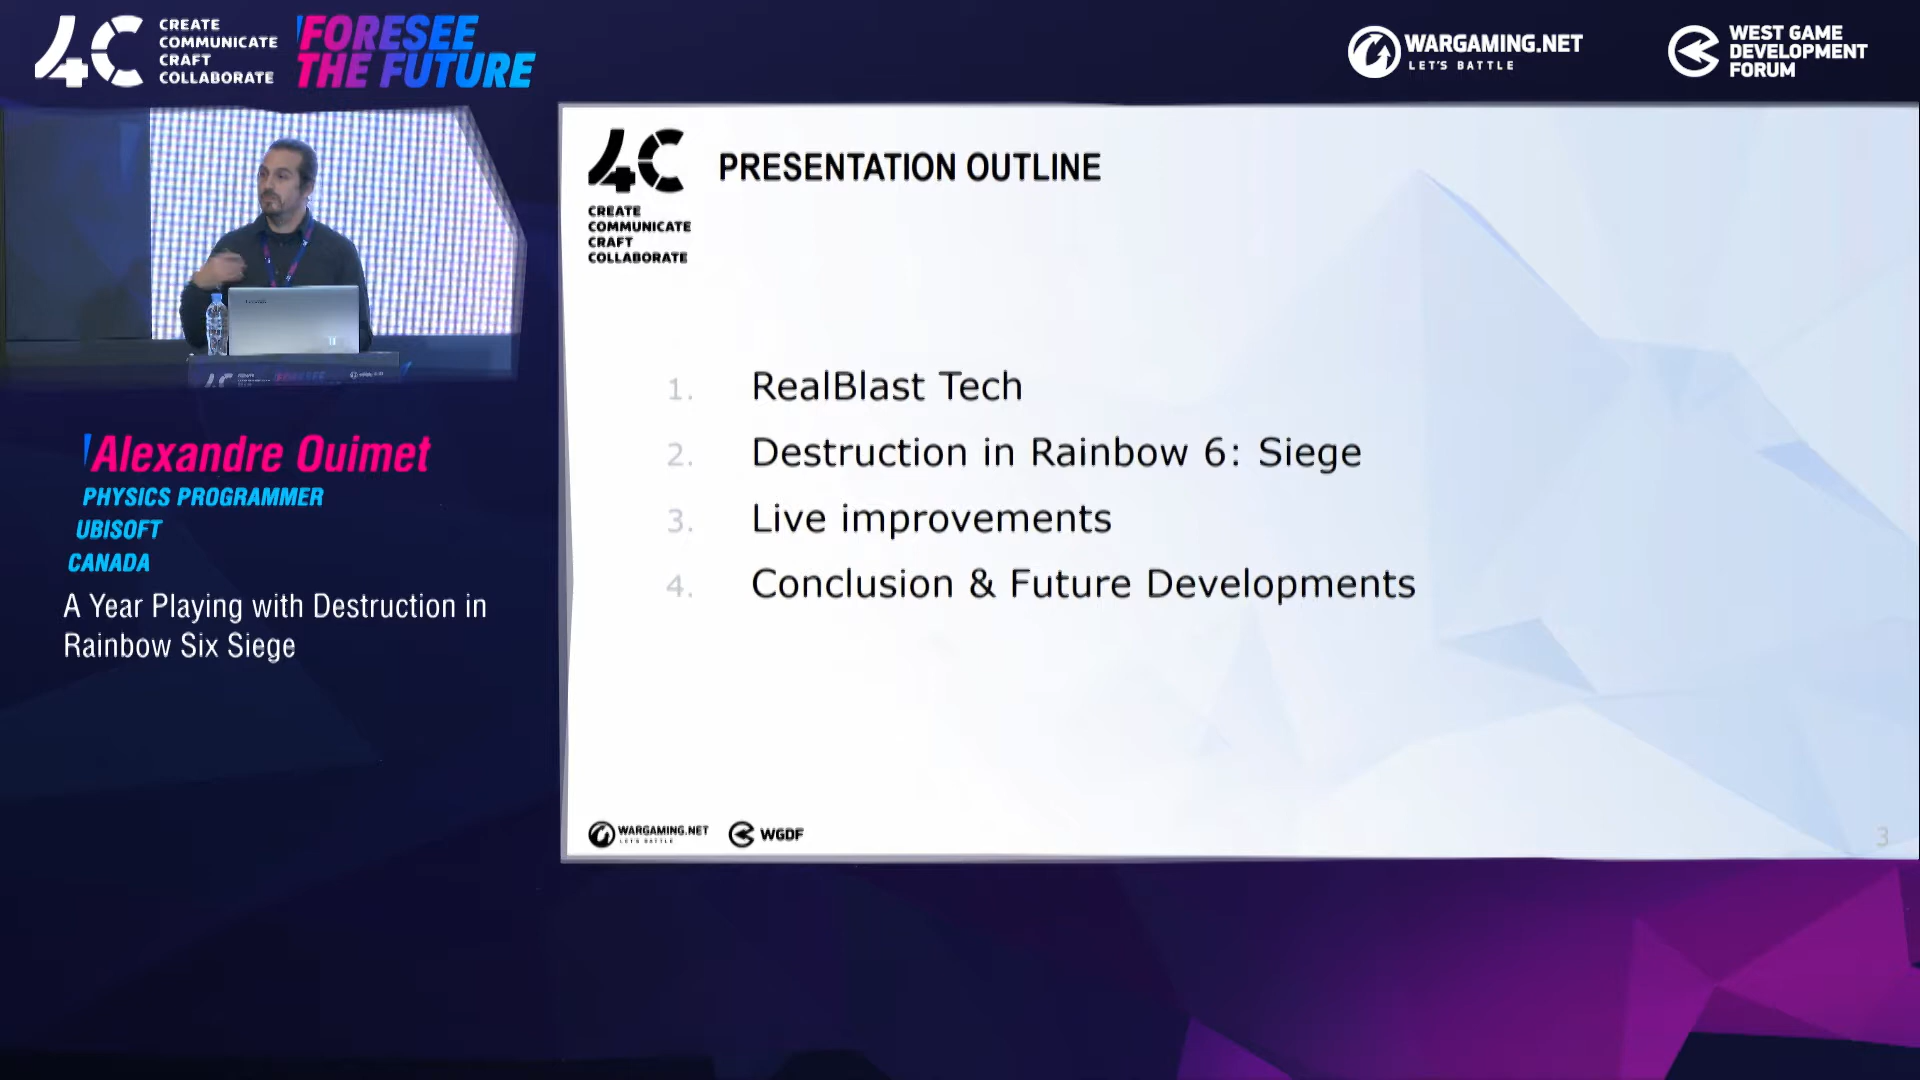 4C
CREATE
COMMUNICATE
CRAFT
COLLABORATE
FORESEE
THE FUTURE
WARGAMING.NET
LET'S BATTLE
WEST GAME
DEVELOPMENT
FORUM
4C
CREATE
COMMUNICATE
CRAFT
COLLABORATE
PRESENTATION OUTLINE
1. RealBlast Tech
2. Destruction in Rainbow 6: Siege
3. Live improvements
4. Conclusion & Future Developments
WARGAMING.NET
LET'S BATTLE
WGDF
3
Alexandre Ouimet
PHYSICS PROGRAMMER
UBISOFT
CANADA
A Year Playing with Destruction in
Rainbow Six Siege